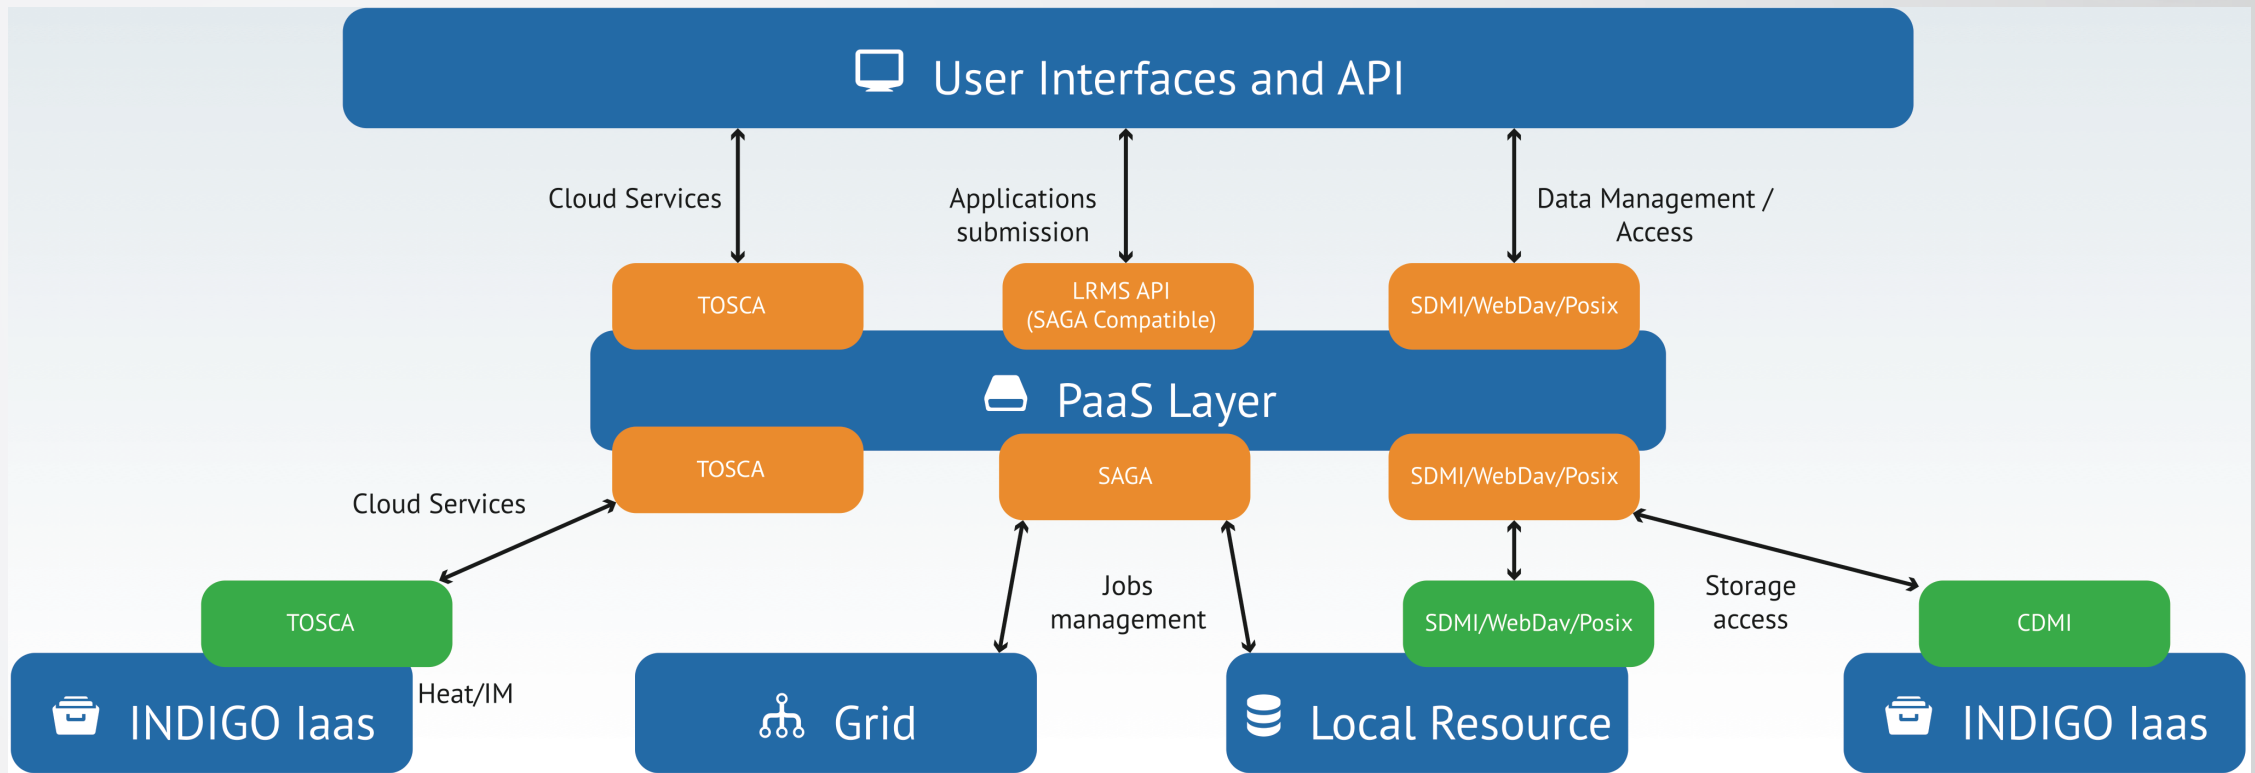 User Interfaces and API
Cloud Services
Applications
submission
Data Management /
Access
TOSCA
LRMS API
(SAGA Compatible)
SDMI/WebDav/Posix
PaaS Layer
TOSCA
SAGA
SDMI/WebDav/Posix
Cloud Services
Jobs
management
Storage
access
TOSCA
SDMI/WebDav/Posix
CDMI
Heat/IM
INDIGO Iaas
Grid
Local Resource
INDIGO Iaas